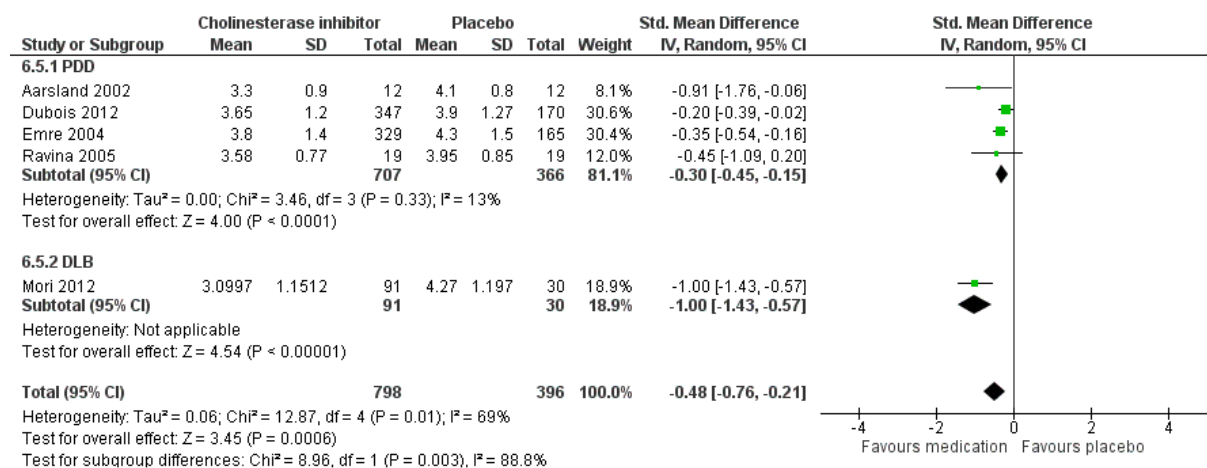 Cholinesterase inhibitor Placebo Std. Mean Difference Std. Mean Difference
Study or Subgroup Mean SD Total Mean SD Total Weight IV, Random, 95% CI IV, Random, 95% CI
6.5.1 PDD
Aarsland 2002 3.3 0.9 12 4.1 0.8 12 8.1% -0.91 [-1.76, -0.06]
Dubois 2012 3.65 1.2 347 3.9 1.27 170 30.6% -0.20 [-0.39, -0.02]
Emre 2004 3.8 1.4 329 4.3 1.5 165 30.4% -0.35 [-0.54, -0.16]
Ravina 2005 3.58 0.77 19 3.95 0.85 19 12.0% -0.45 [-1.09, 0.20]
Subtotal (95% CI) 707 366 81.1% -0.30 [-0.45, -0.15]
Heterogeneity: Tau² = 0.00; Chi² = 3.46, df = 3 (P = 0.33); I² = 13%
Test for overall effect: Z = 4.00 (P < 0.0001)
6.5.2 DLB
Mori 2012 3.0997 1.1512 91 4.27 1.197 30 18.9% -1.00 [-1.43, -0.57]
Subtotal (95% CI) 91 30 18.9% -1.00 [-1.43, -0.57]
Heterogeneity: Not applicable
Test for overall effect: Z = 4.54 (P < 0.00001)
Total (95% CI) 798 396 100.0% -0.48 [-0.76, -0.21]
Heterogeneity: Tau² = 0.06; Chi² = 12.87, df = 4 (P = 0.01); I² = 69%
Test for overall effect: Z = 3.45 (P = 0.0006)
Test for subgroup differences: Chi² = 8.96, df = 1 (P = 0.003), I² = 88.8%
-4 -2 0 2 4
Favours medication Favours placebo